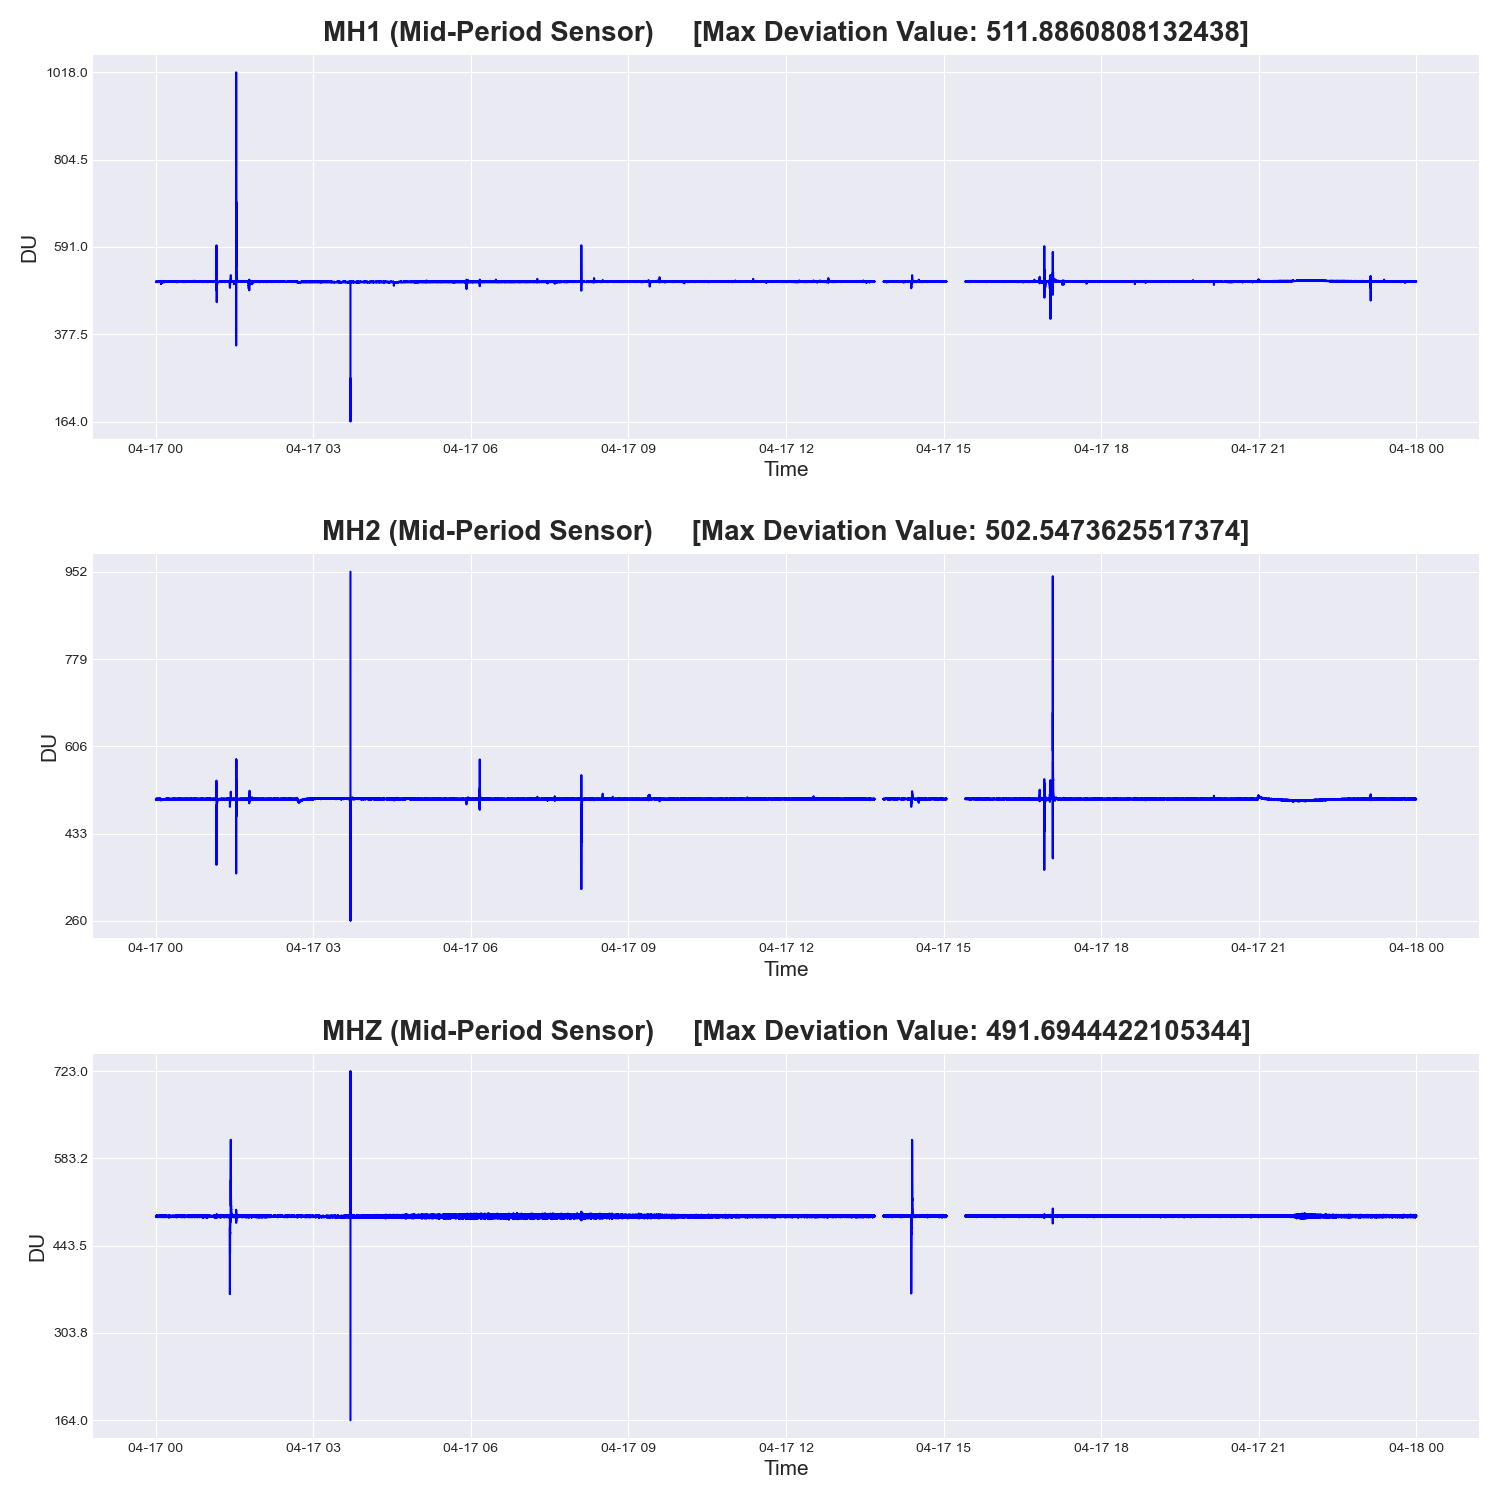 MH1 (Mid-Period Sensor) [Max Deviation Value: 511.8860808132438]
1018.0
804.5
591.0
377.5
164.0
DU
04-17 00 04-17 03 04-17 06 04-17 09 04-17 12 04-17 15 04-17 18 04-17 21 04-18 00
Time
MH2 (Mid-Period Sensor) [Max Deviation Value: 502.5473625517374]
952
779
606
433
260
DU
04-17 00 04-17 03 04-17 06 04-17 09 04-17 12 04-17 15 04-17 18 04-17 21 04-18 00
Time
MHZ (Mid-Period Sensor) [Max Deviation Value: 491.6944422105344]
723.0
583.2
443.5
303.8
164.0
DU
04-17 00 04-17 03 04-17 06 04-17 09 04-17 12 04-17 15 04-17 18 04-17 21 04-18 00
Time